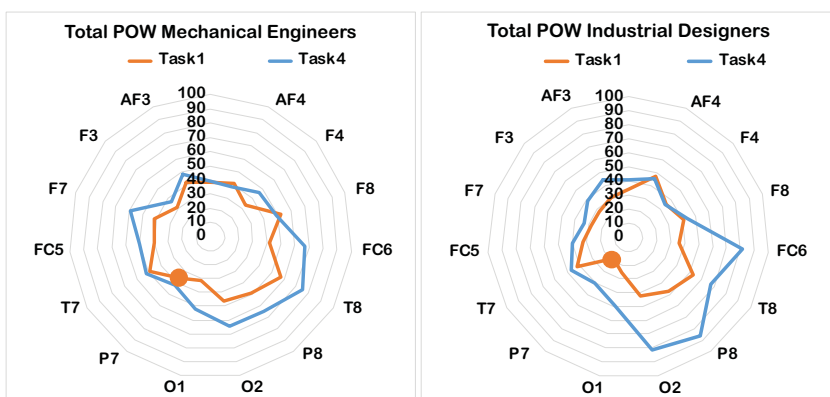 Total POW Mechanical Engineers
Task1 Task4
100
90
80
70
60
50
40
30
20
10
0
AF3
F3
F7
FC5
T7
P7
O1
O2
P8
T8
FC6
F8
F4
AF4
Total POW Industrial Designers
Task1 Task4
100
90
80
70
60
50
40
30
20
10
0
AF3
F3
F7
FC5
T7
P7
O1
O2
P8
T8
FC6
F8
F4
AF4